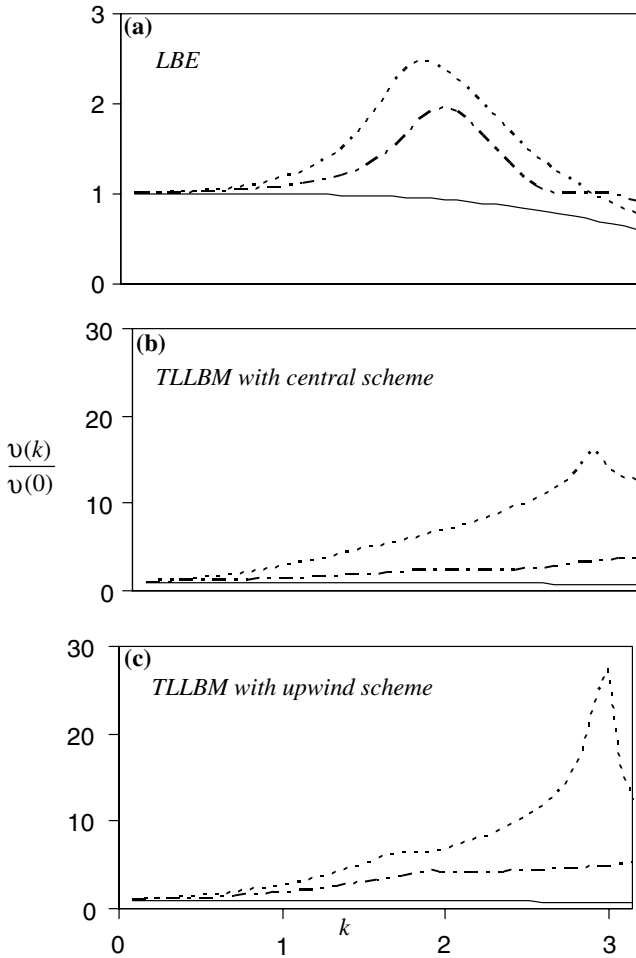 3
(a)
LBE
2
1
0
30
(b)
TLLBM with central scheme
20
υ(k)
υ(0)
10
0
30
(c)
TLLBM with upwind scheme
20
10
0
0
1
k
2
3